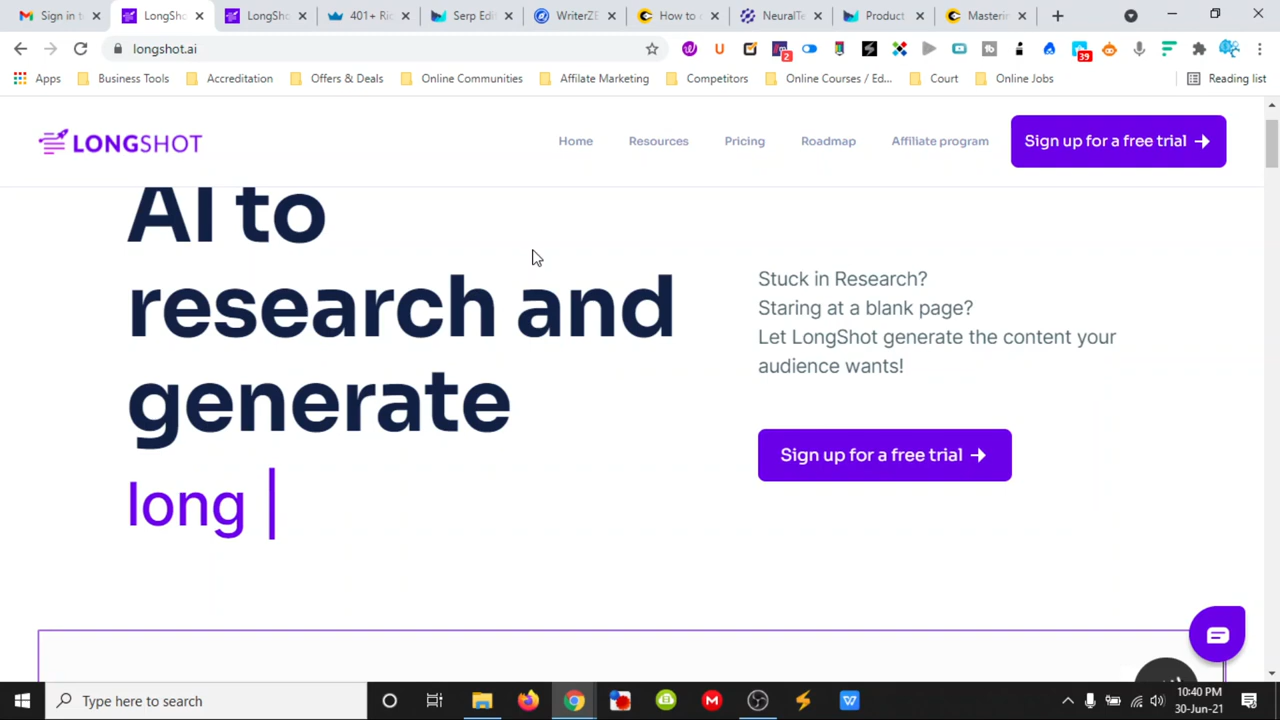 Sign in t
LongSh
LongSh
401+ Ri
Serp Edi
WriterZ
How to
NeuralTe
Product
Masterin
longshot.ai
2
39
Apps
Business Tools
Accreditation
Offers & Deals
Online Communities
Affilate Marketing
Competitors
Online Courses / Ed...
Court
Online Jobs
Reading list
LONGSHOT
Home
Resources
Pricing
Roadmap
Affiliate program
Sign up for a free trial
AI to
research and
generate
long
Stuck in Research?
Staring at a blank page?
Let LongShot generate the content your
audience wants!
Sign up for a free trial
Type here to search
10:40 PM
30-Jun-21